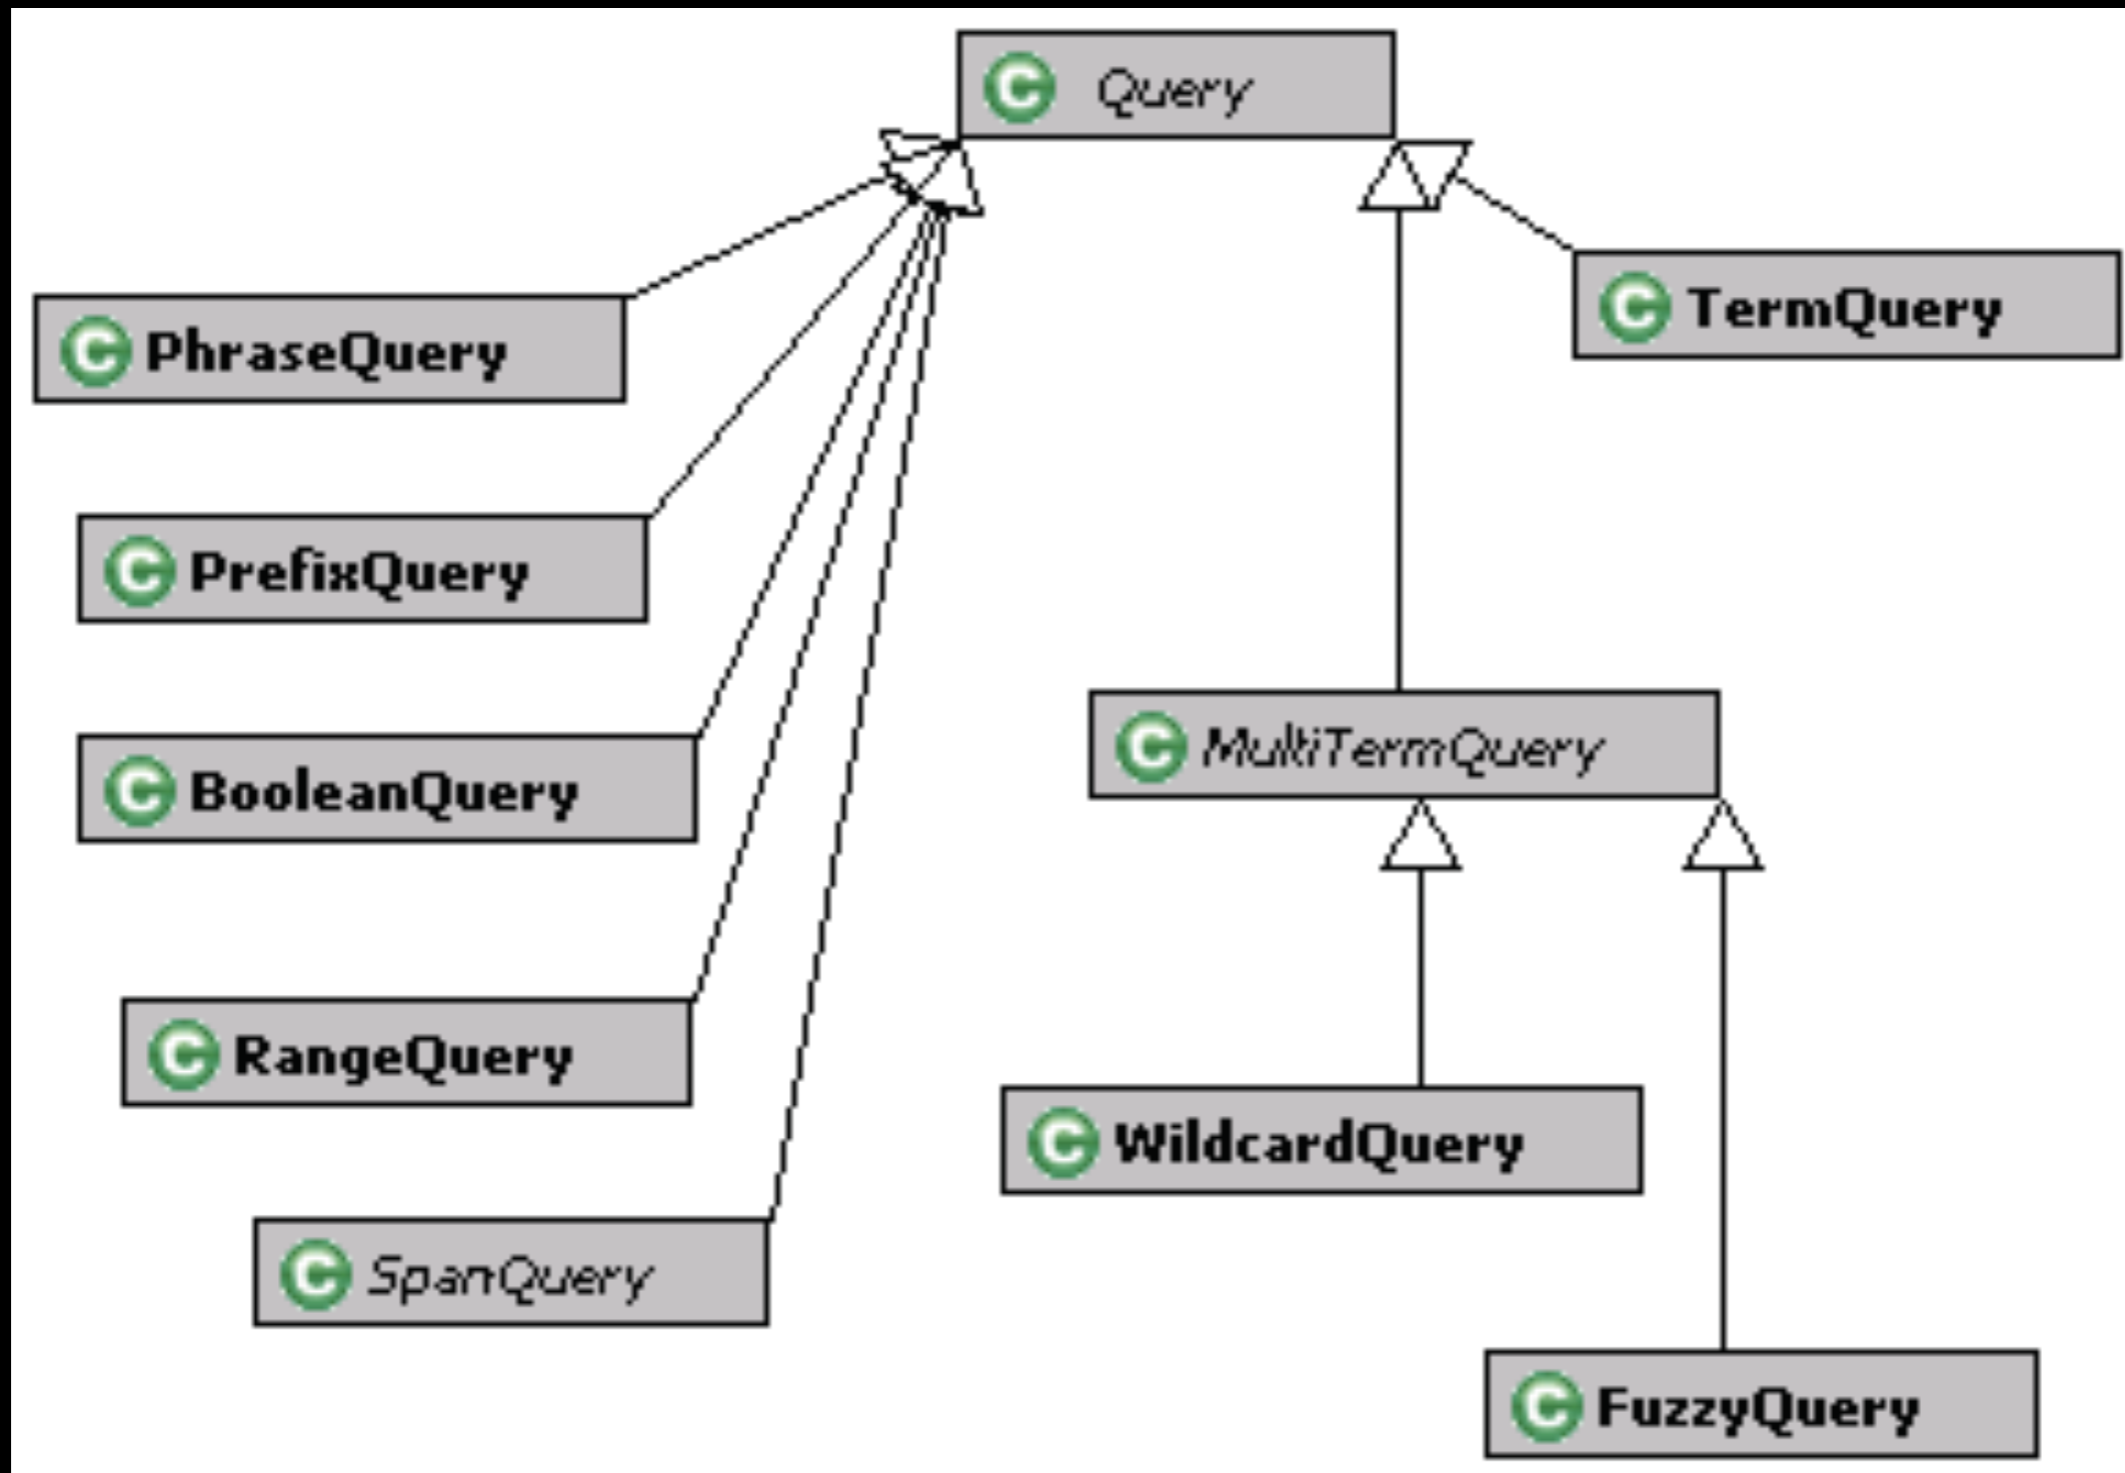 Query
TermQuery
PhraseQuery
PrefixQuery
MultiTermQuery
BooleanQuery
RangeQuery
WildcardQuery
SpanQuery
FuzzyQuery